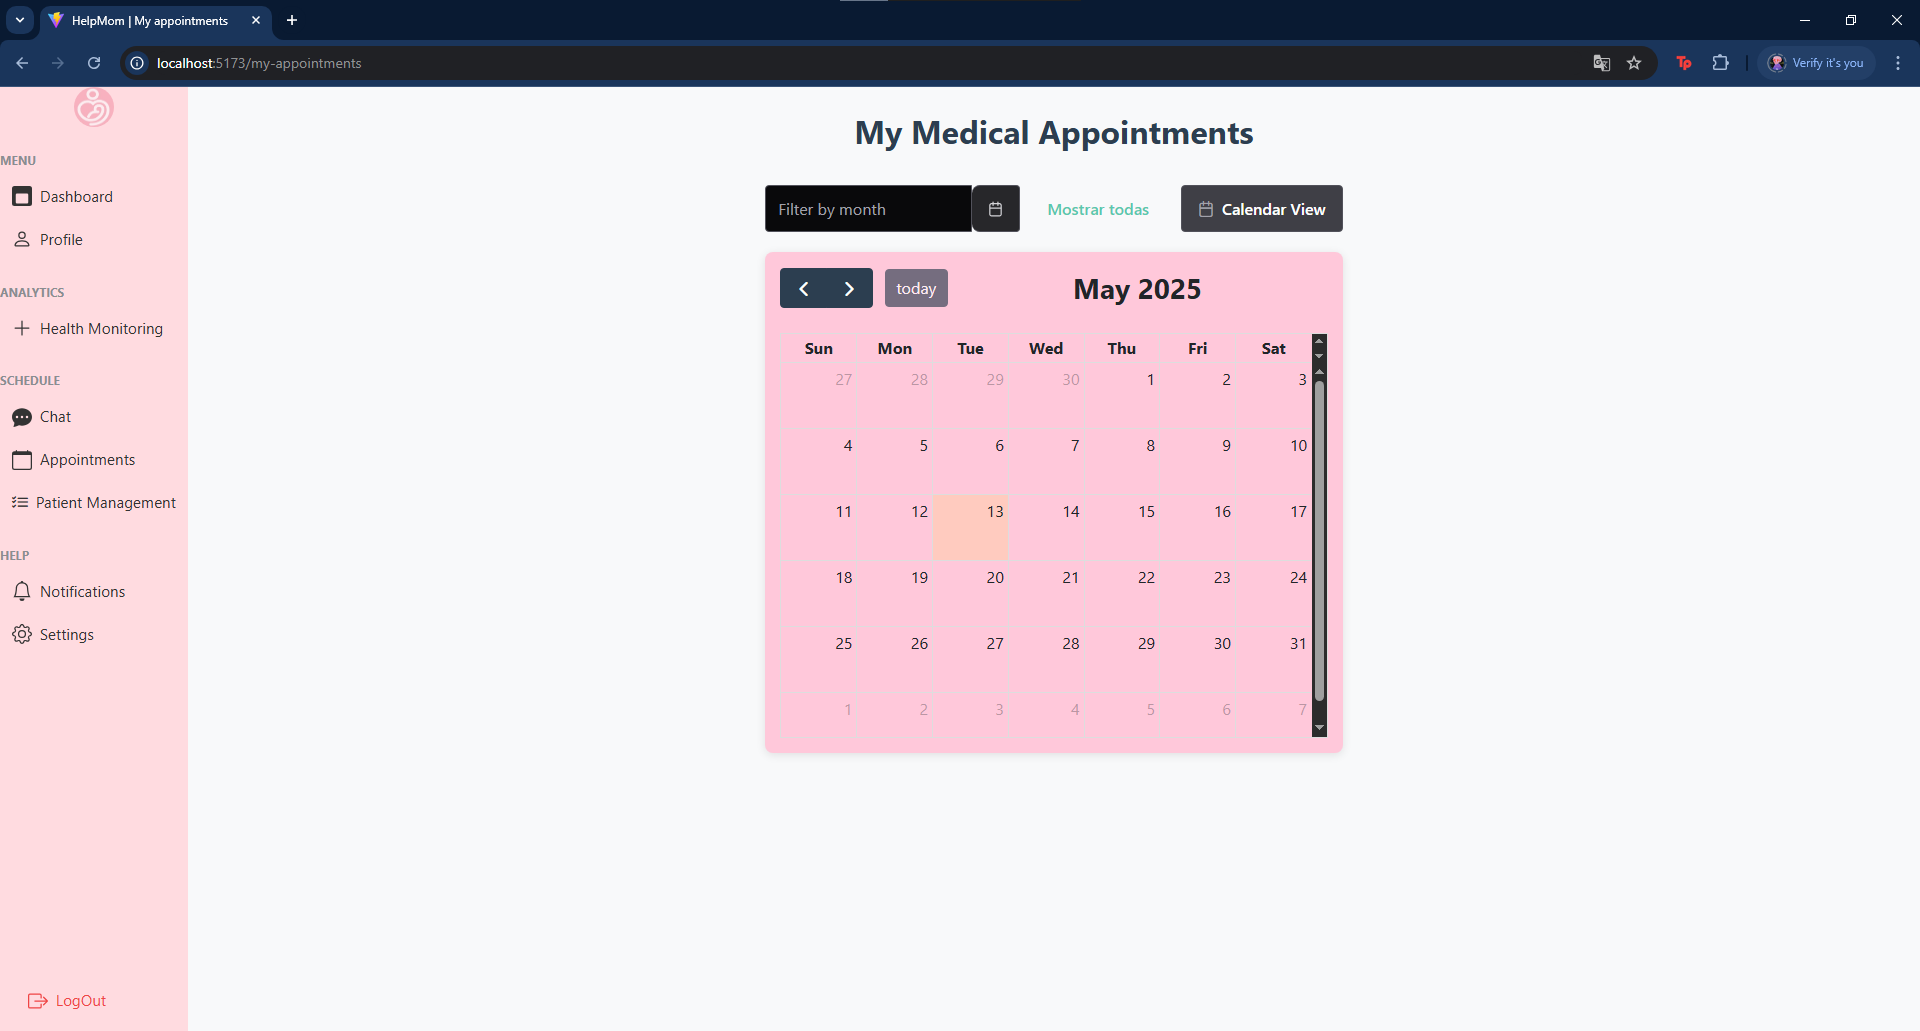 HelpMom | My appointments
localhost:5173/my-appointments
Verify it's you
MENU
Dashboard
Profile
ANALYTICS
Health Monitoring
SCHEDULE
Chat
Appointments
Patient Management
HELP
Notifications
Settings
LogOut
My Medical Appointments
Filter by month
Mostrar todas
Calendar View
today
May 2025
Sun Mon Tue Wed Thu Fri Sat
27 28 29 30 1 2 3
4 5 6 7 8 9 10
11 12 13 14 15 16 17
18 19 20 21 22 23 24
25 26 27 28 29 30 31
1 2 3 4 5 6 7